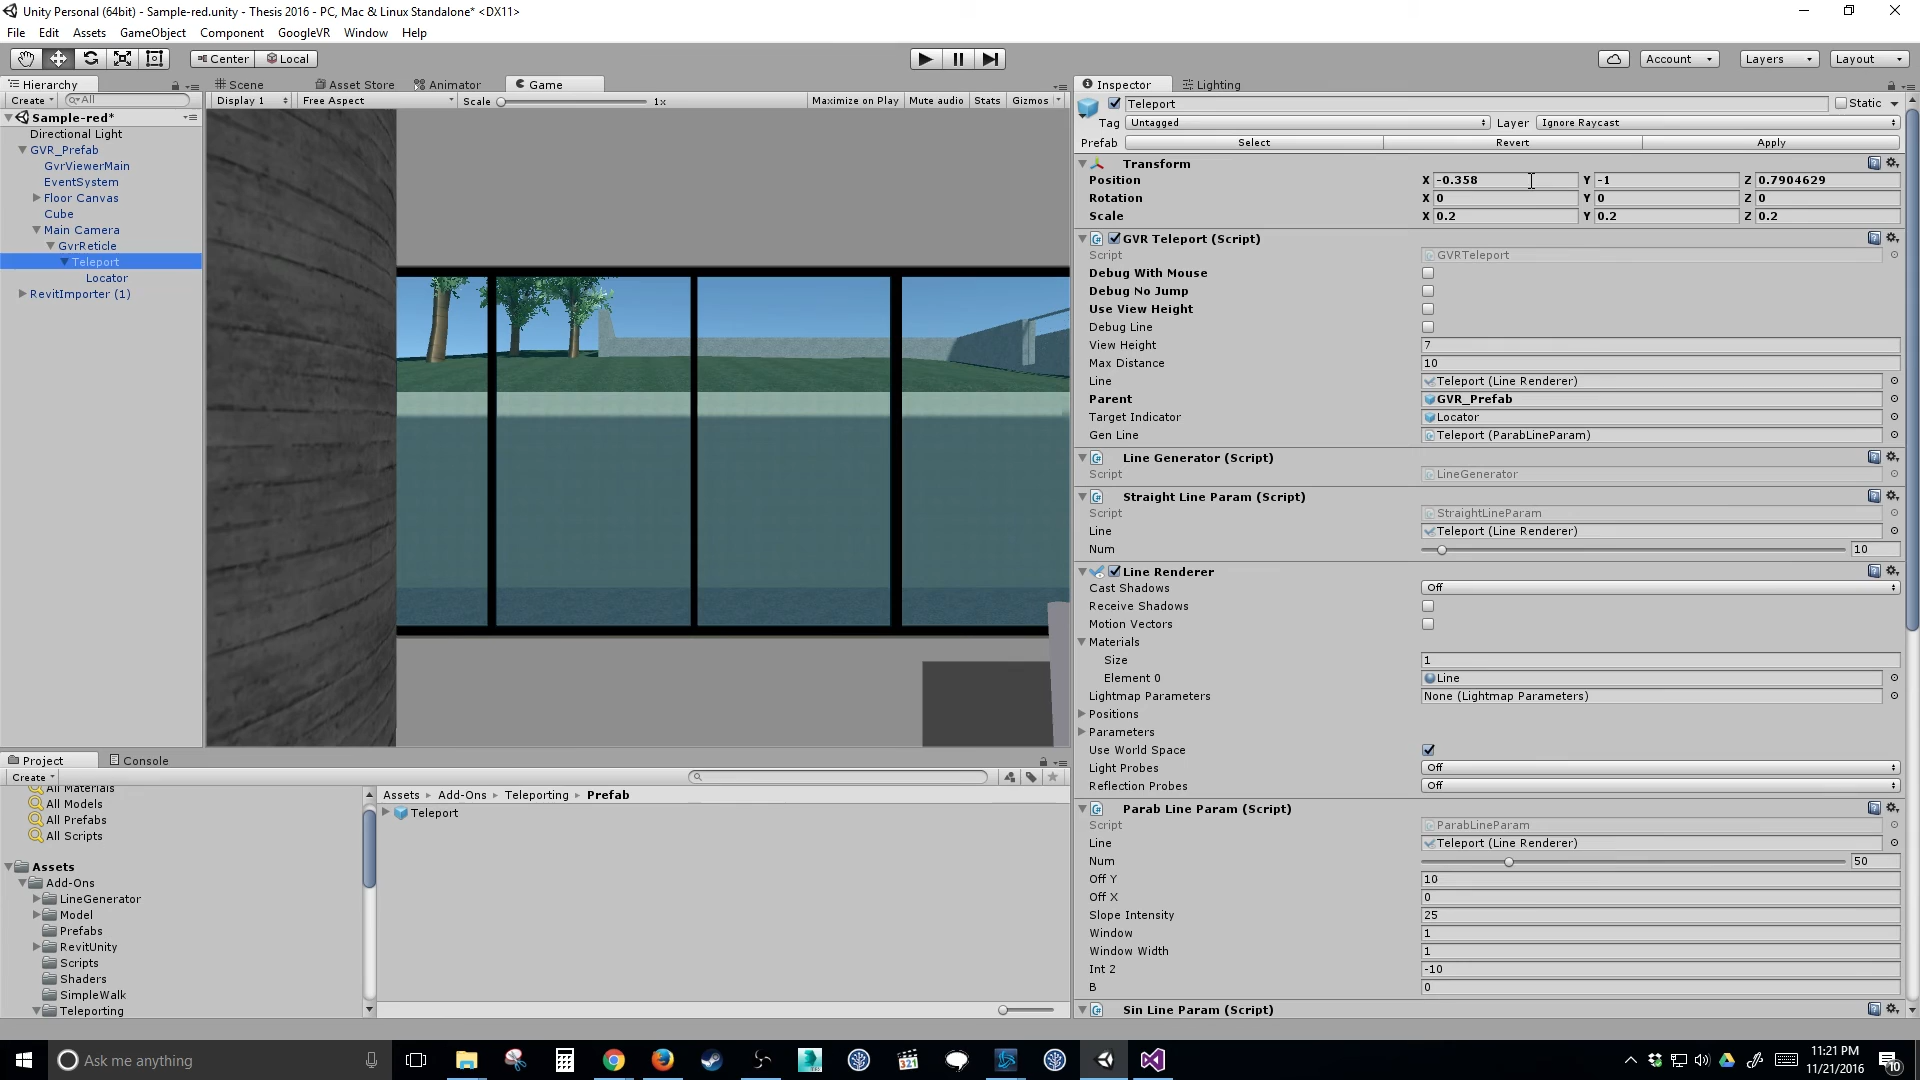 Unity Personal (64bit) - Sample-red.unity - Thesis 2016 - PC, Mac & Linux Standalone* <DX11>
File Edit Assets GameObject Component GoogleVR Window Help
Center Local Account Layers Layout
Hierarchy Scene Asset Store Animator Game Inspector Lighting
Create All Display 1 Free Aspect Scale 1x Maximize on Play Mute audio Stats Gizmos Teleport Static
Sample-red*
Tag Untagged Layer Ignore Raycast
Directional Light
Prefab Select Revert Apply
GVR_Prefab
GvrViewerMain
Transform
EventSystem
Position X -0.358 Y -1 Z 0.7904629
Floor Canvas
Rotation X 0 Y 0 Z 0
Cube
Scale X 0.2 Y 0.2 Z 0.2
Main Camera
GVR Teleport (Script)
GvrReticle
Script GVRTeleport
Teleport
Debug With Mouse
Locator
Debug No Jump
RevitImporter (1)
Use View Height
Debug Line
View Height 7
Max Distance 10
Line Teleport (Line Renderer)
Parent GVR_Prefab
Target Indicator Locator
Gen Line Teleport (ParabLineParam)
Line Generator (Script)
Script LineGenerator
Straight Line Param (Script)
Script StraightLineParam
Line Teleport (Line Renderer)
Num 10
Line Renderer
Cast Shadows Off
Receive Shadows
Motion Vectors
Materials
Size 1
Element 0 Line
Lightmap Parameters None (Lightmap Parameters)
Positions
Parameters
Use World Space
Light Probes Off
Reflection Probes Off
Parab Line Param (Script)
Script ParabLineParam
Line Teleport (Line Renderer)
Num 50
Off Y 10
Off X 0
Slope Intensity 25
Window 1
Window Width 1
Int 2 -10
B 0
Sin Line Param (Script)
Project Console
Create
All Materials
All Models
All Prefabs
All Scripts
Assets
Add-Ons
LineGenerator
Model
Prefabs
RevitUnity
Scripts
Shaders
SimpleWalk
Teleporting
Assets Add-Ons Teleporting Prefab
Teleport
Ask me anything
321
11:21 PM
11/21/2016
10